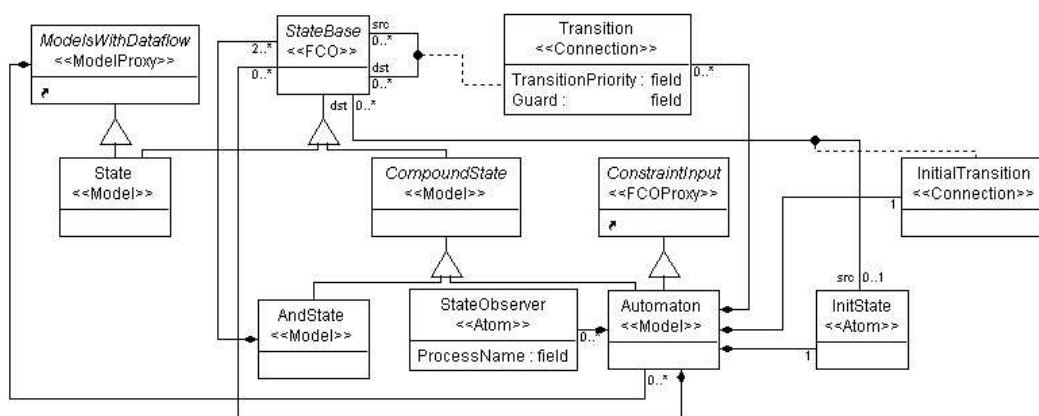 ModelsWithDataflow
<<ModelProxy>>
StateBase
<<FCO>>
src
0..*
dst
0..*
2..*
0..*
Transition
<<Connection>>
TransitionPriority : field
Guard : field
0..*
dst 0..*
State
<<Model>>
CompoundState
<<Model>>
ConstraintInput
<<FCOProxy>>
InitialTransition
<<Connection>>
1
src 0..1
AndState
<<Model>>
StateObserver
<<Atom>>
ProcessName : field
0..*
Automaton
<<Model>>
InitState
<<Atom>>
1
0..*